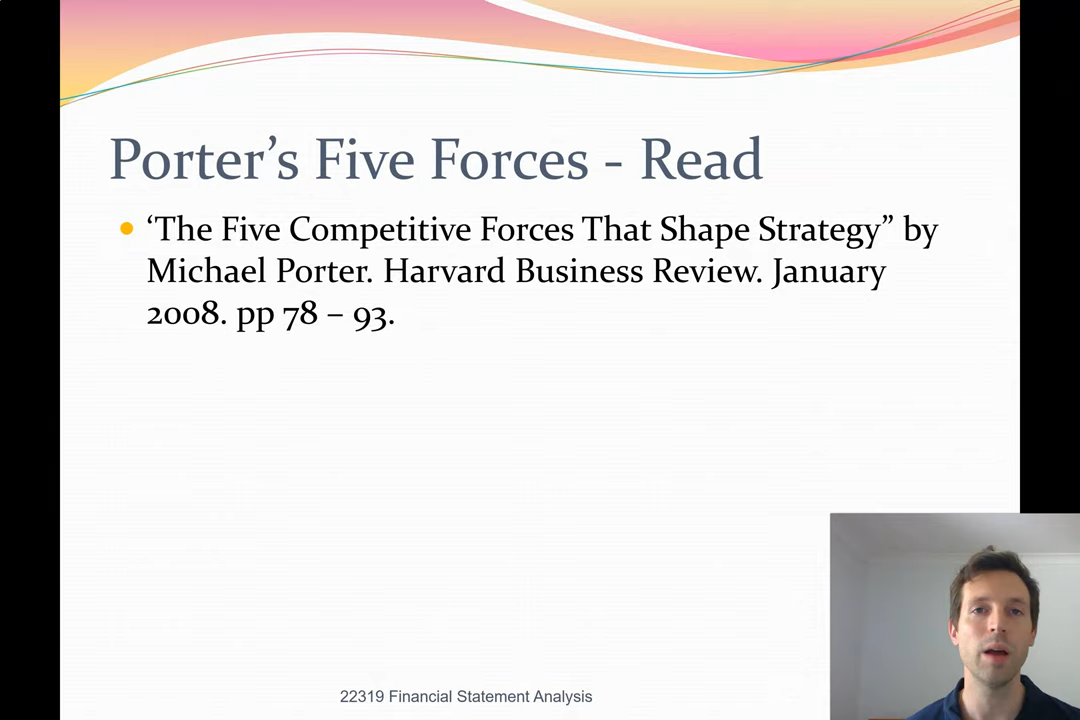 Porter’s Five Forces - Read
‘The Five Competitive Forces That Shape Strategy” by
Michael Porter. Harvard Business Review. January
2008. pp 78 – 93.
22319 Financial Statement Analysis